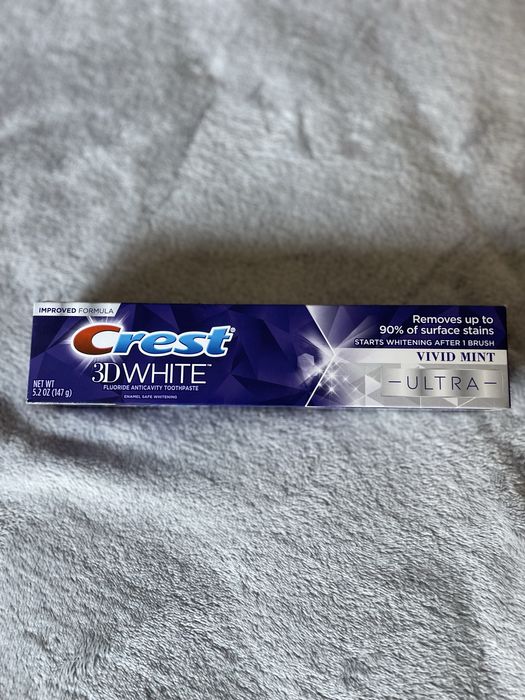 IMPROVED FORMULA
Crest®
3D WHITE™
FLUORIDE ANTICAVITY TOOTHPASTE
ENAMEL SAFE WHITENING
NET WT
5.2 OZ (147 g)
Removes up to
90% of surface stains
STARTS WHITENING AFTER 1 BRUSH
VIVID MINT
ULTRA